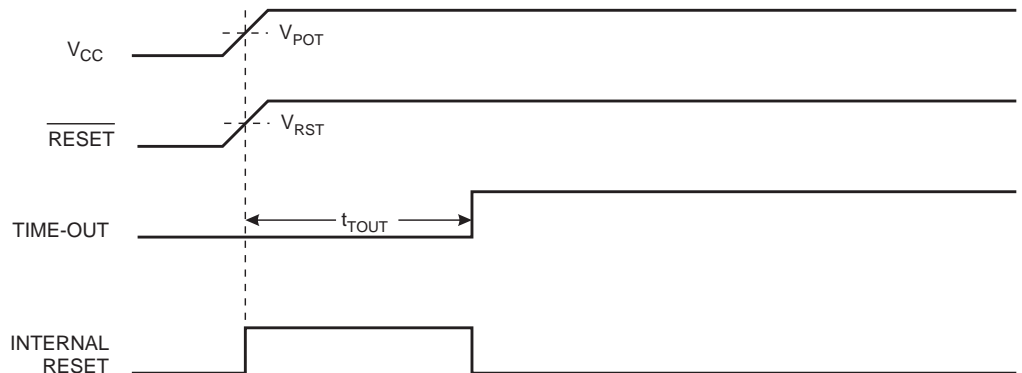 V_CC
V_POT
RESET
V_RST
TIME-OUT
t_TOUT
INTERNAL
RESET